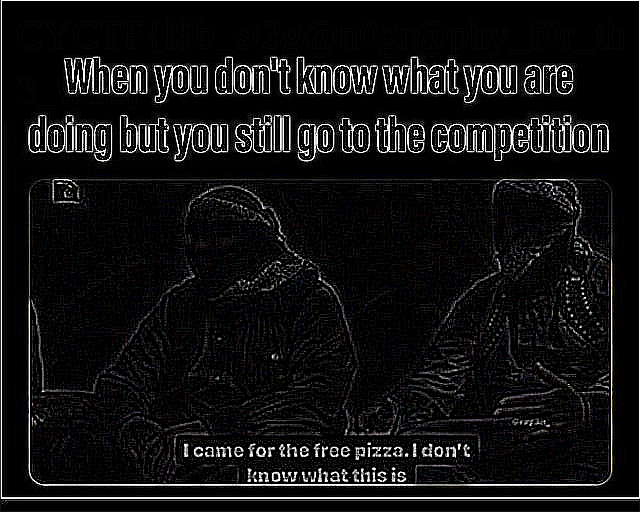 When you don't know what you are
doing but you still go to the competition
I came for the free pizza. I don't
know what this is